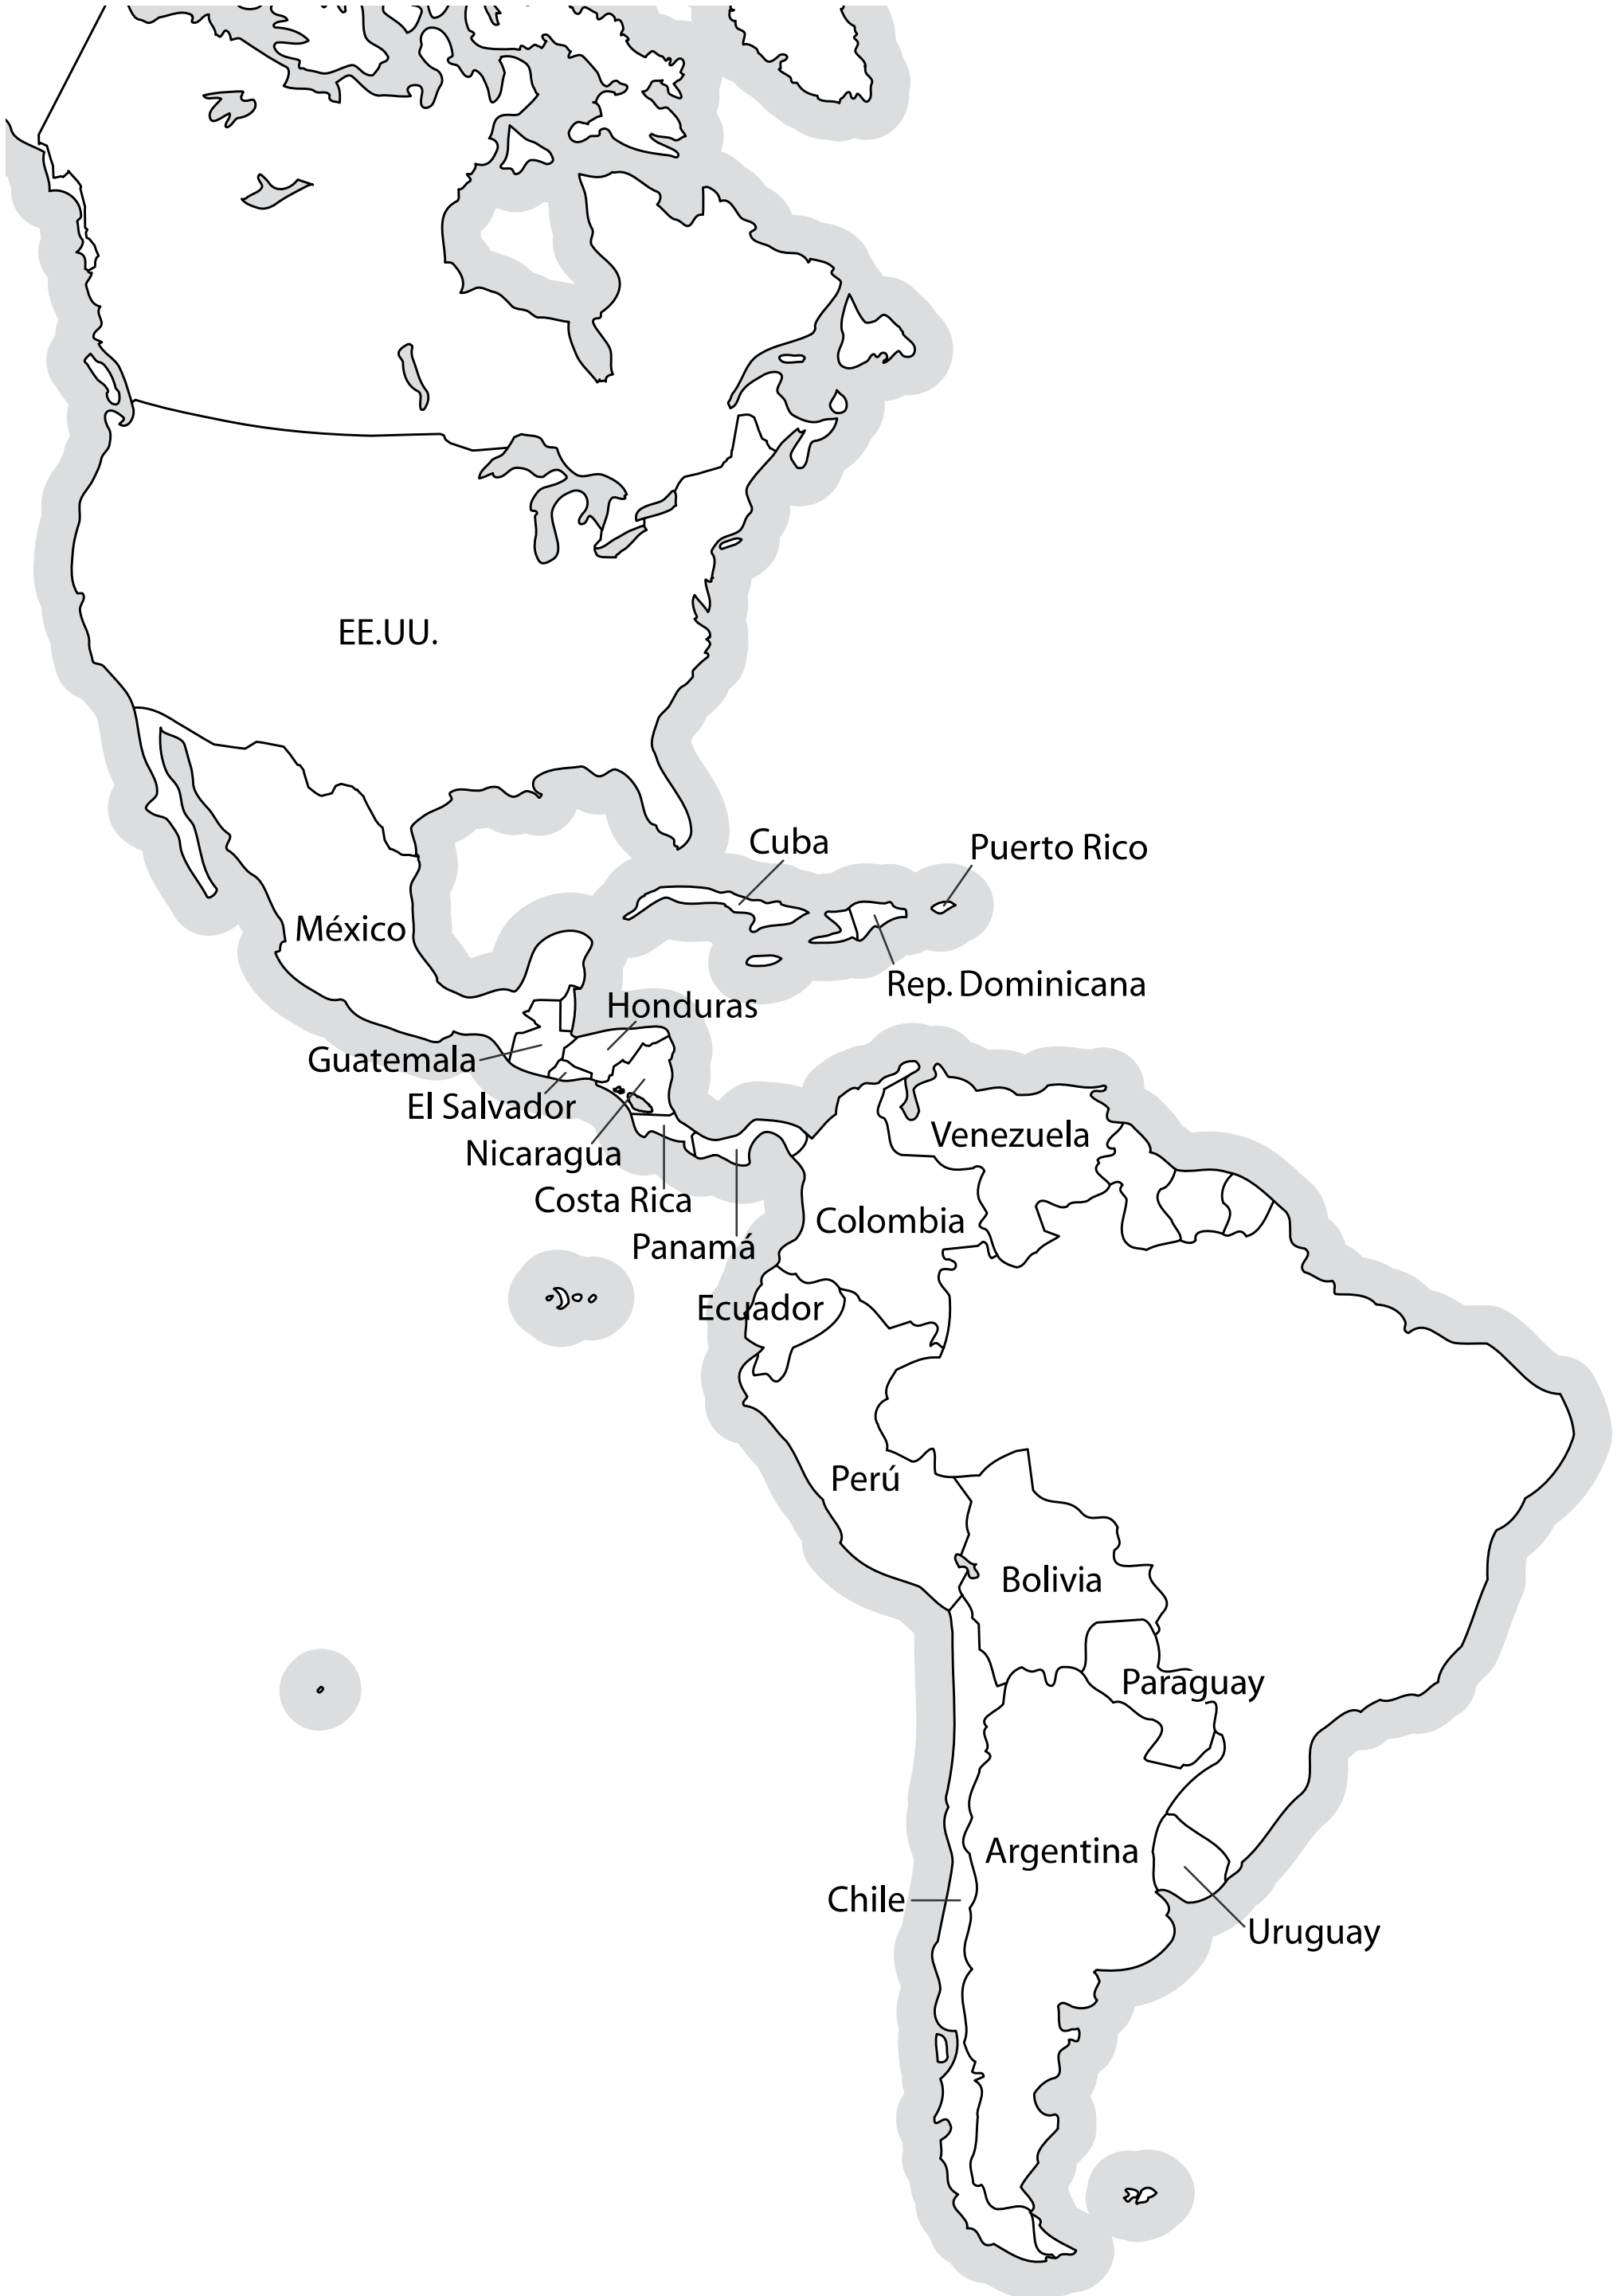 EE.UU.
Cuba
Puerto Rico
México
Rep. Dominicana
Honduras
Guatemala
El Salvador
Nicaragua
Venezuela
Costa Rica
Colombia
Panamá
Ecuador
Perú
Bolivia
Paraguay
Argentina
Chile
Uruguay